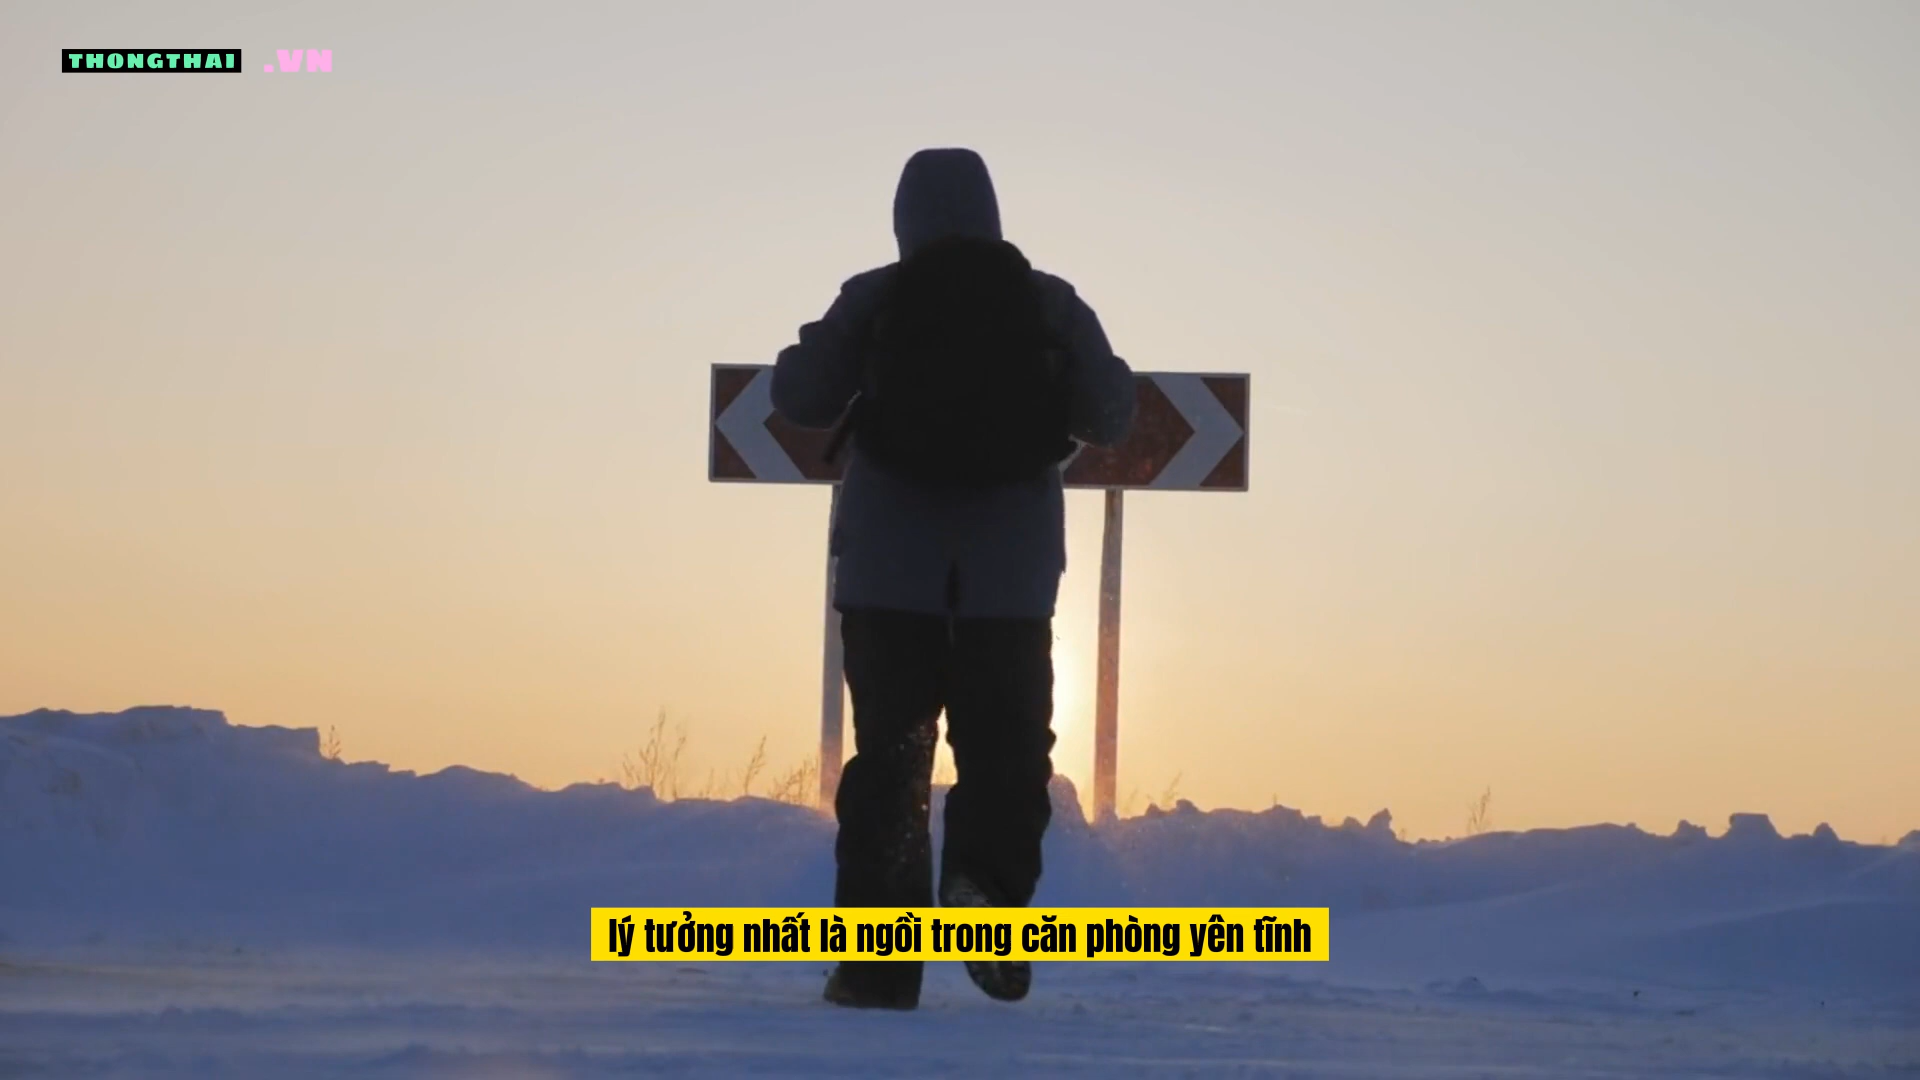 THONGTHAI .VN
lý tưởng nhất là ngồi trong căn phòng yên tĩnh